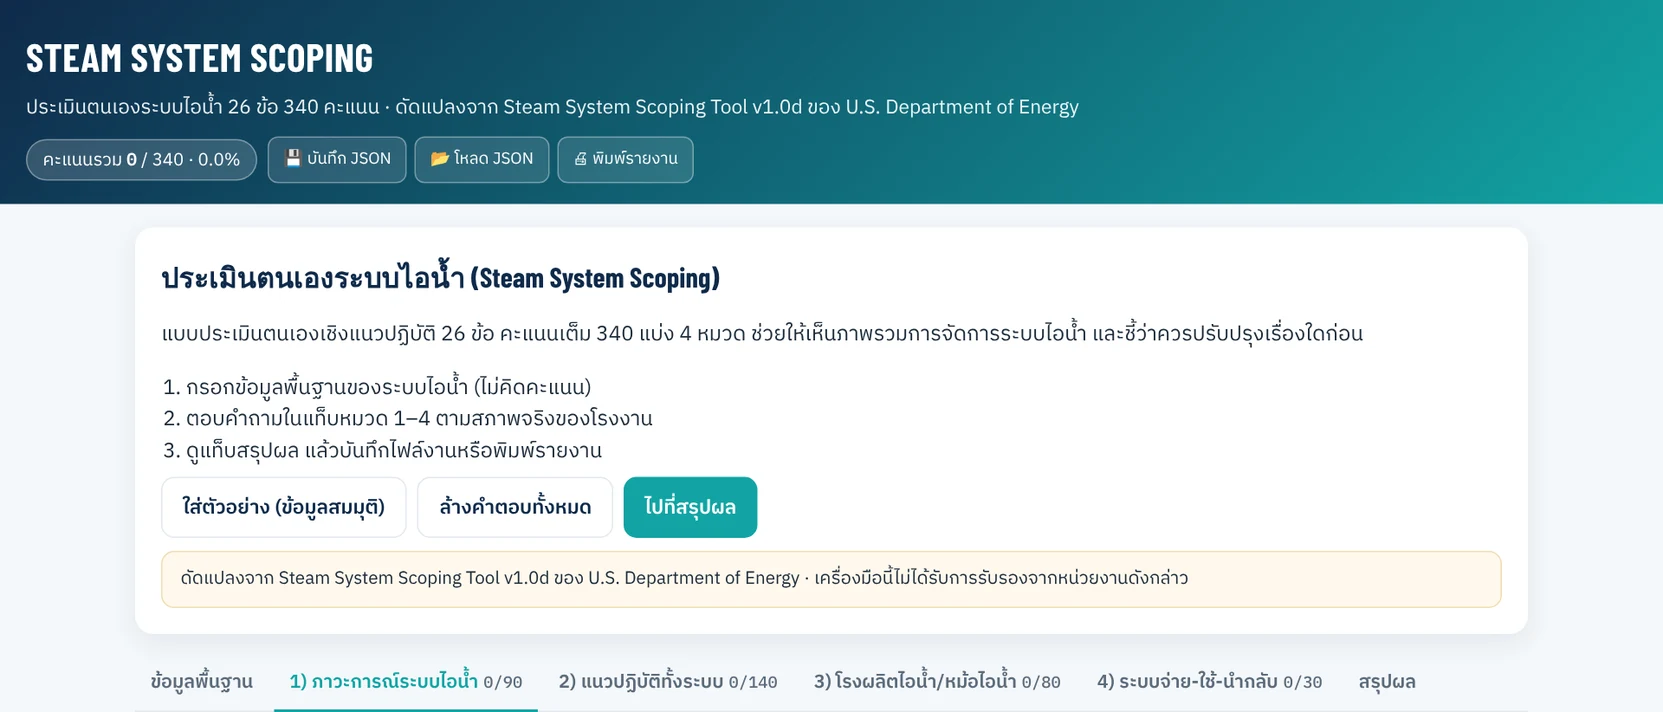 STEAM SYSTEM SCOPING
ประเมินตนเองระบบไอน้ำ 26 ข้อ 340 คะแนน · ดัดแปลงจาก Steam System Scoping Tool v1.0d ของ U.S. Department of Energy
คะแนนรวม 0 / 340 · 0.0%
💾 บันทึก JSON
📂 โหลด JSON
🖨 พิมพ์รายงาน
ประเมินตนเองระบบไอน้ำ (Steam System Scoping)
แบบประเมินตนเองเชิงแนวปฏิบัติ 26 ข้อ คะแนนเต็ม 340 แบ่ง 4 หมวด ช่วยให้เห็นภาพรวมการจัดการระบบไอน้ำ และชี้ว่าควรปรับปรุงเรื่องใดก่อน
1. กรอกข้อมูลพื้นฐานของระบบไอน้ำ (ไม่คิดคะแนน)
2. ตอบคำถามในแท็บหมวด 1–4 ตามสภาพจริงของโรงงาน
3. ดูแท็บสรุปผล แล้วบันทึกไฟล์งานหรือพิมพ์รายงาน
ใส่ตัวอย่าง (ข้อมูลสมมุติ)
ล้างคำตอบทั้งหมด
ไปที่สรุปผล
ดัดแปลงจาก Steam System Scoping Tool v1.0d ของ U.S. Department of Energy · เครื่องมือนี้ไม่ได้รับการรับรองจากหน่วยงานดังกล่าว
ข้อมูลพื้นฐาน
1) ภาวะการณ์ระบบไอน้ำ 0/90
2) แนวปฏิบัติทั้งระบบ 0/140
3) โรงผลิตไอน้ำ/หม้อไอน้ำ 0/80
4) ระบบจ่าย-ใช้-นำกลับ 0/30
สรุปผล